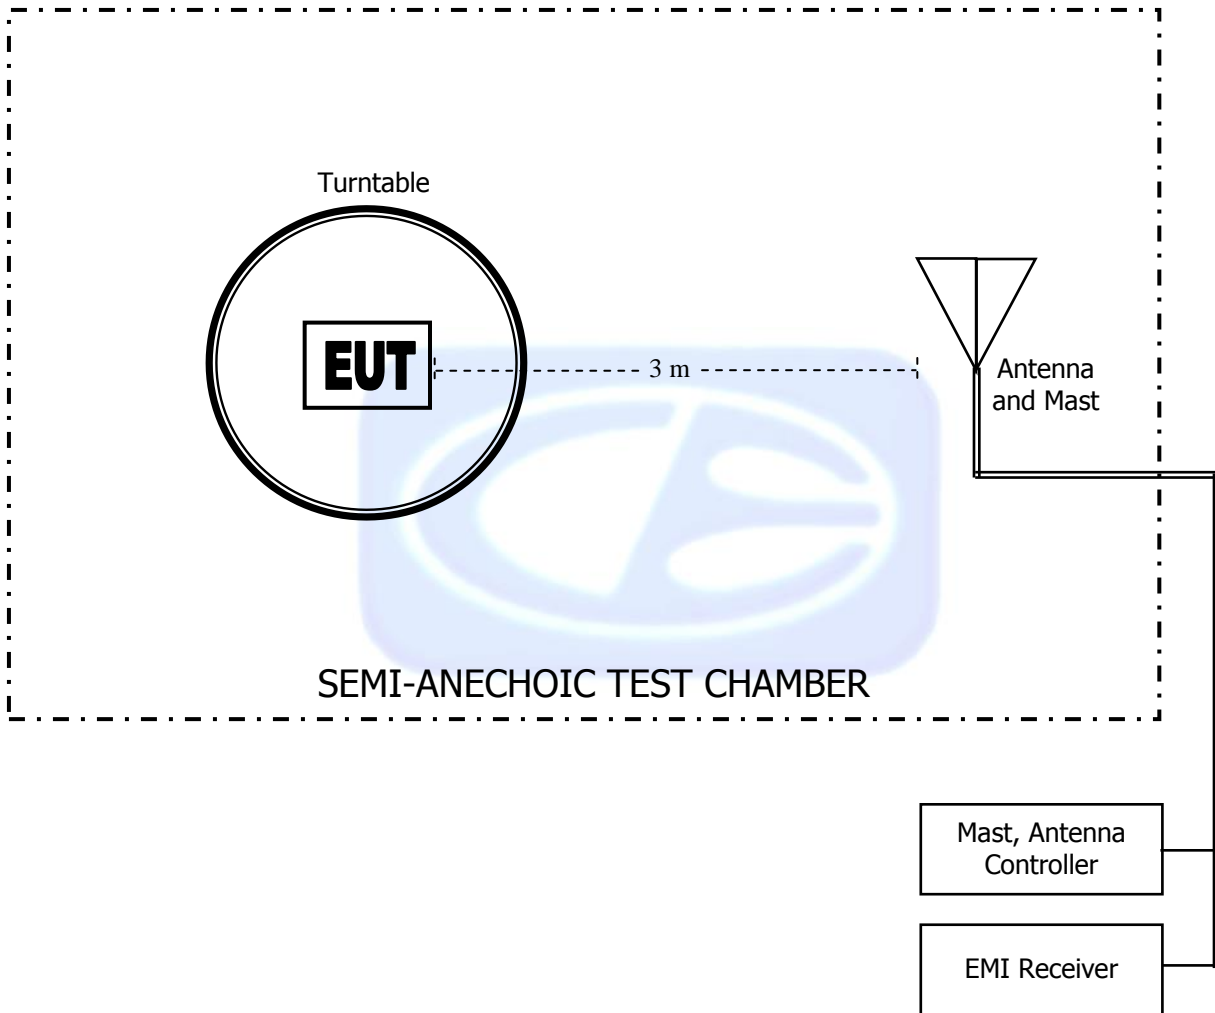 Turntable
EUT
3 m
Antenna
and Mast
SEMI-ANECHOIC TEST CHAMBER
Mast, Antenna
Controller
EMI Receiver